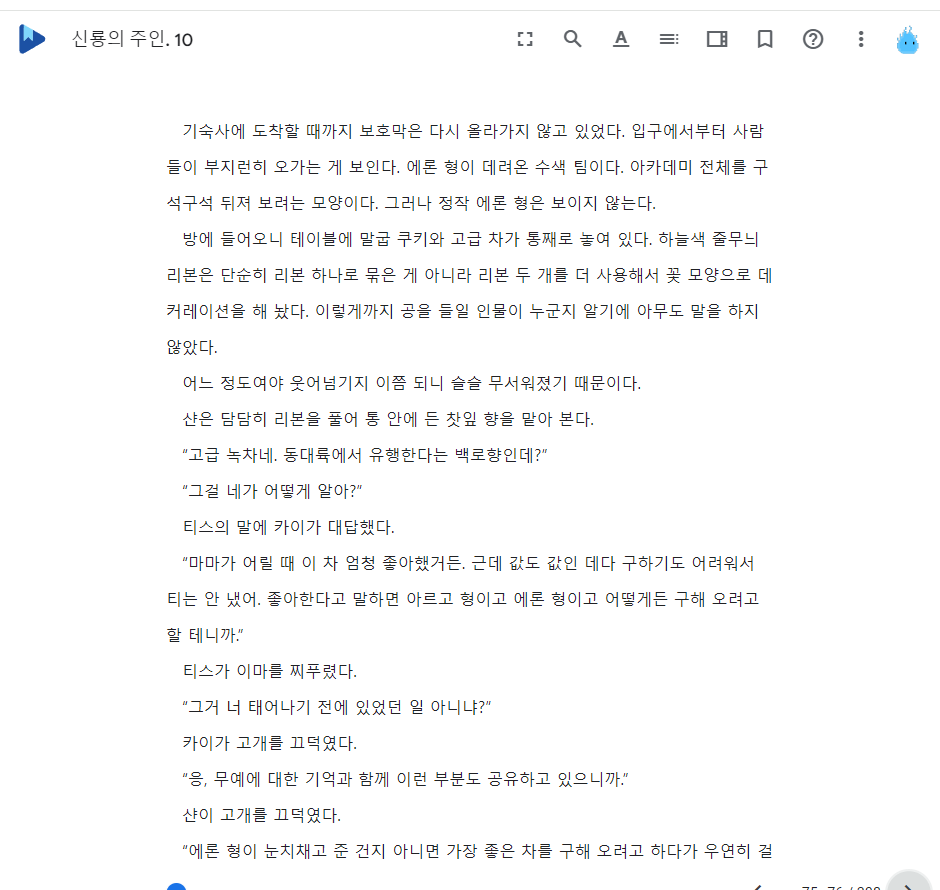 신룡의 주인. 10
기숙사에 도착할 때까지 보호막은 다시 올라가지 않고 있었다. 입구에서부터 사람
들이 부지런히 오가는 게 보인다. 에론 형이 데려온 수색 팀이다. 아카데미 전체를 구
석구석 뒤져 보려는 모양이다. 그러나 정작 에론 형은 보이지 않는다.
방에 들어오니 테이블에 말굽 쿠키와 고급 차가 통째로 놓여 있다. 하늘색 줄무늬
리본은 단순히 리본 하나로 묶은 게 아니라 리본 두 개를 더 사용해서 꽃 모양으로 데
커레이션을 해 놨다. 이렇게까지 공을 들일 인물이 누군지 알기에 아무도 말을 하지
않았다.
어느 정도여야 웃어넘기지 이쯤 되니 슬슬 무서워졌기 때문이다.
샨은 담담히 리본을 풀어 통 안에 든 찻잎 향을 맡아 본다.
“고급 녹차네. 동대륙에서 유행한다는 백로향인데?”
“그걸 네가 어떻게 알아?”
티스의 말에 카이가 대답했다.
“마마가 어릴 때 이 차 엄청 좋아했거든. 근데 값도 값인 데다 구하기도 어려워서
티는 안 냈어. 좋아한다고 말하면 아르고 형이고 에론 형이고 어떻게든 구해 오려고
할 테니까.”
티스가 이마를 찌푸렸다.
“그거 너 태어나기 전에 있었던 일 아니냐?”
카이가 고개를 끄덕였다.
“응, 무예에 대한 기억과 함께 이런 부분도 공유하고 있으니까.”
샨이 고개를 끄덕였다.
“에론 형이 눈치채고 준 건지 아니면 가장 좋은 차를 구해 오려고 하다가 우연히 걸